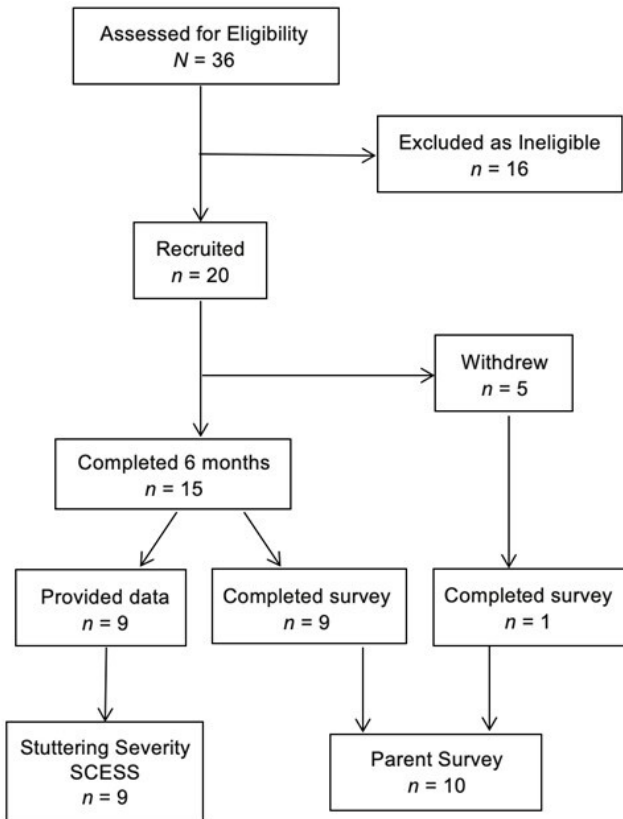 Assessed for Eligibility
N = 36
Excluded as Ineligible
n = 16
Recruited
n = 20
Withdrew
n = 5
Completed 6 months
n = 15
Provided data
n = 9
Completed survey
n = 9
Completed survey
n = 1
Stuttering Severity
SCESS
n = 9
Parent Survey
n = 10